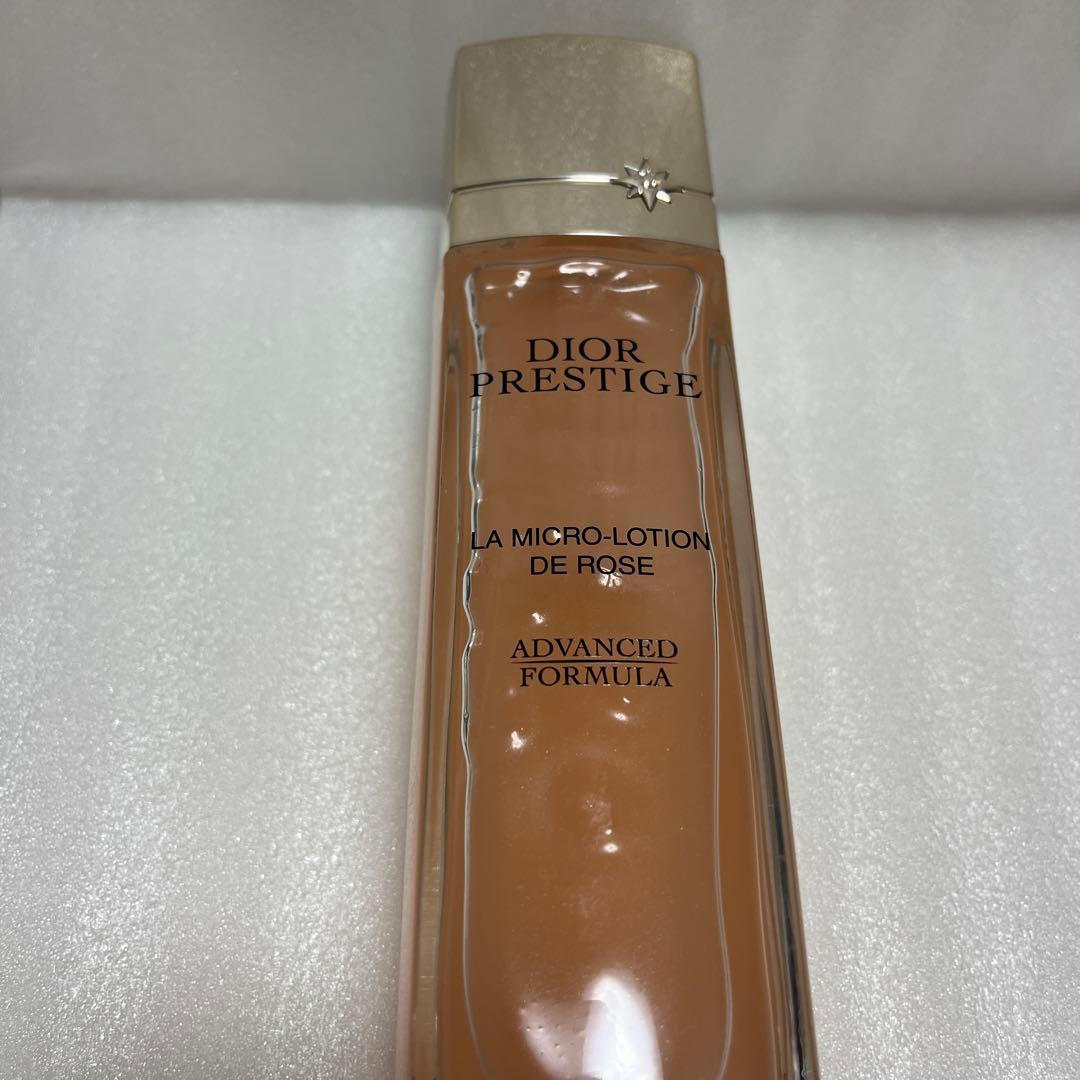 DIOR
PRESTIGE
LA MICRO-LOTION
DE ROSE
ADVANCED
FORMULA